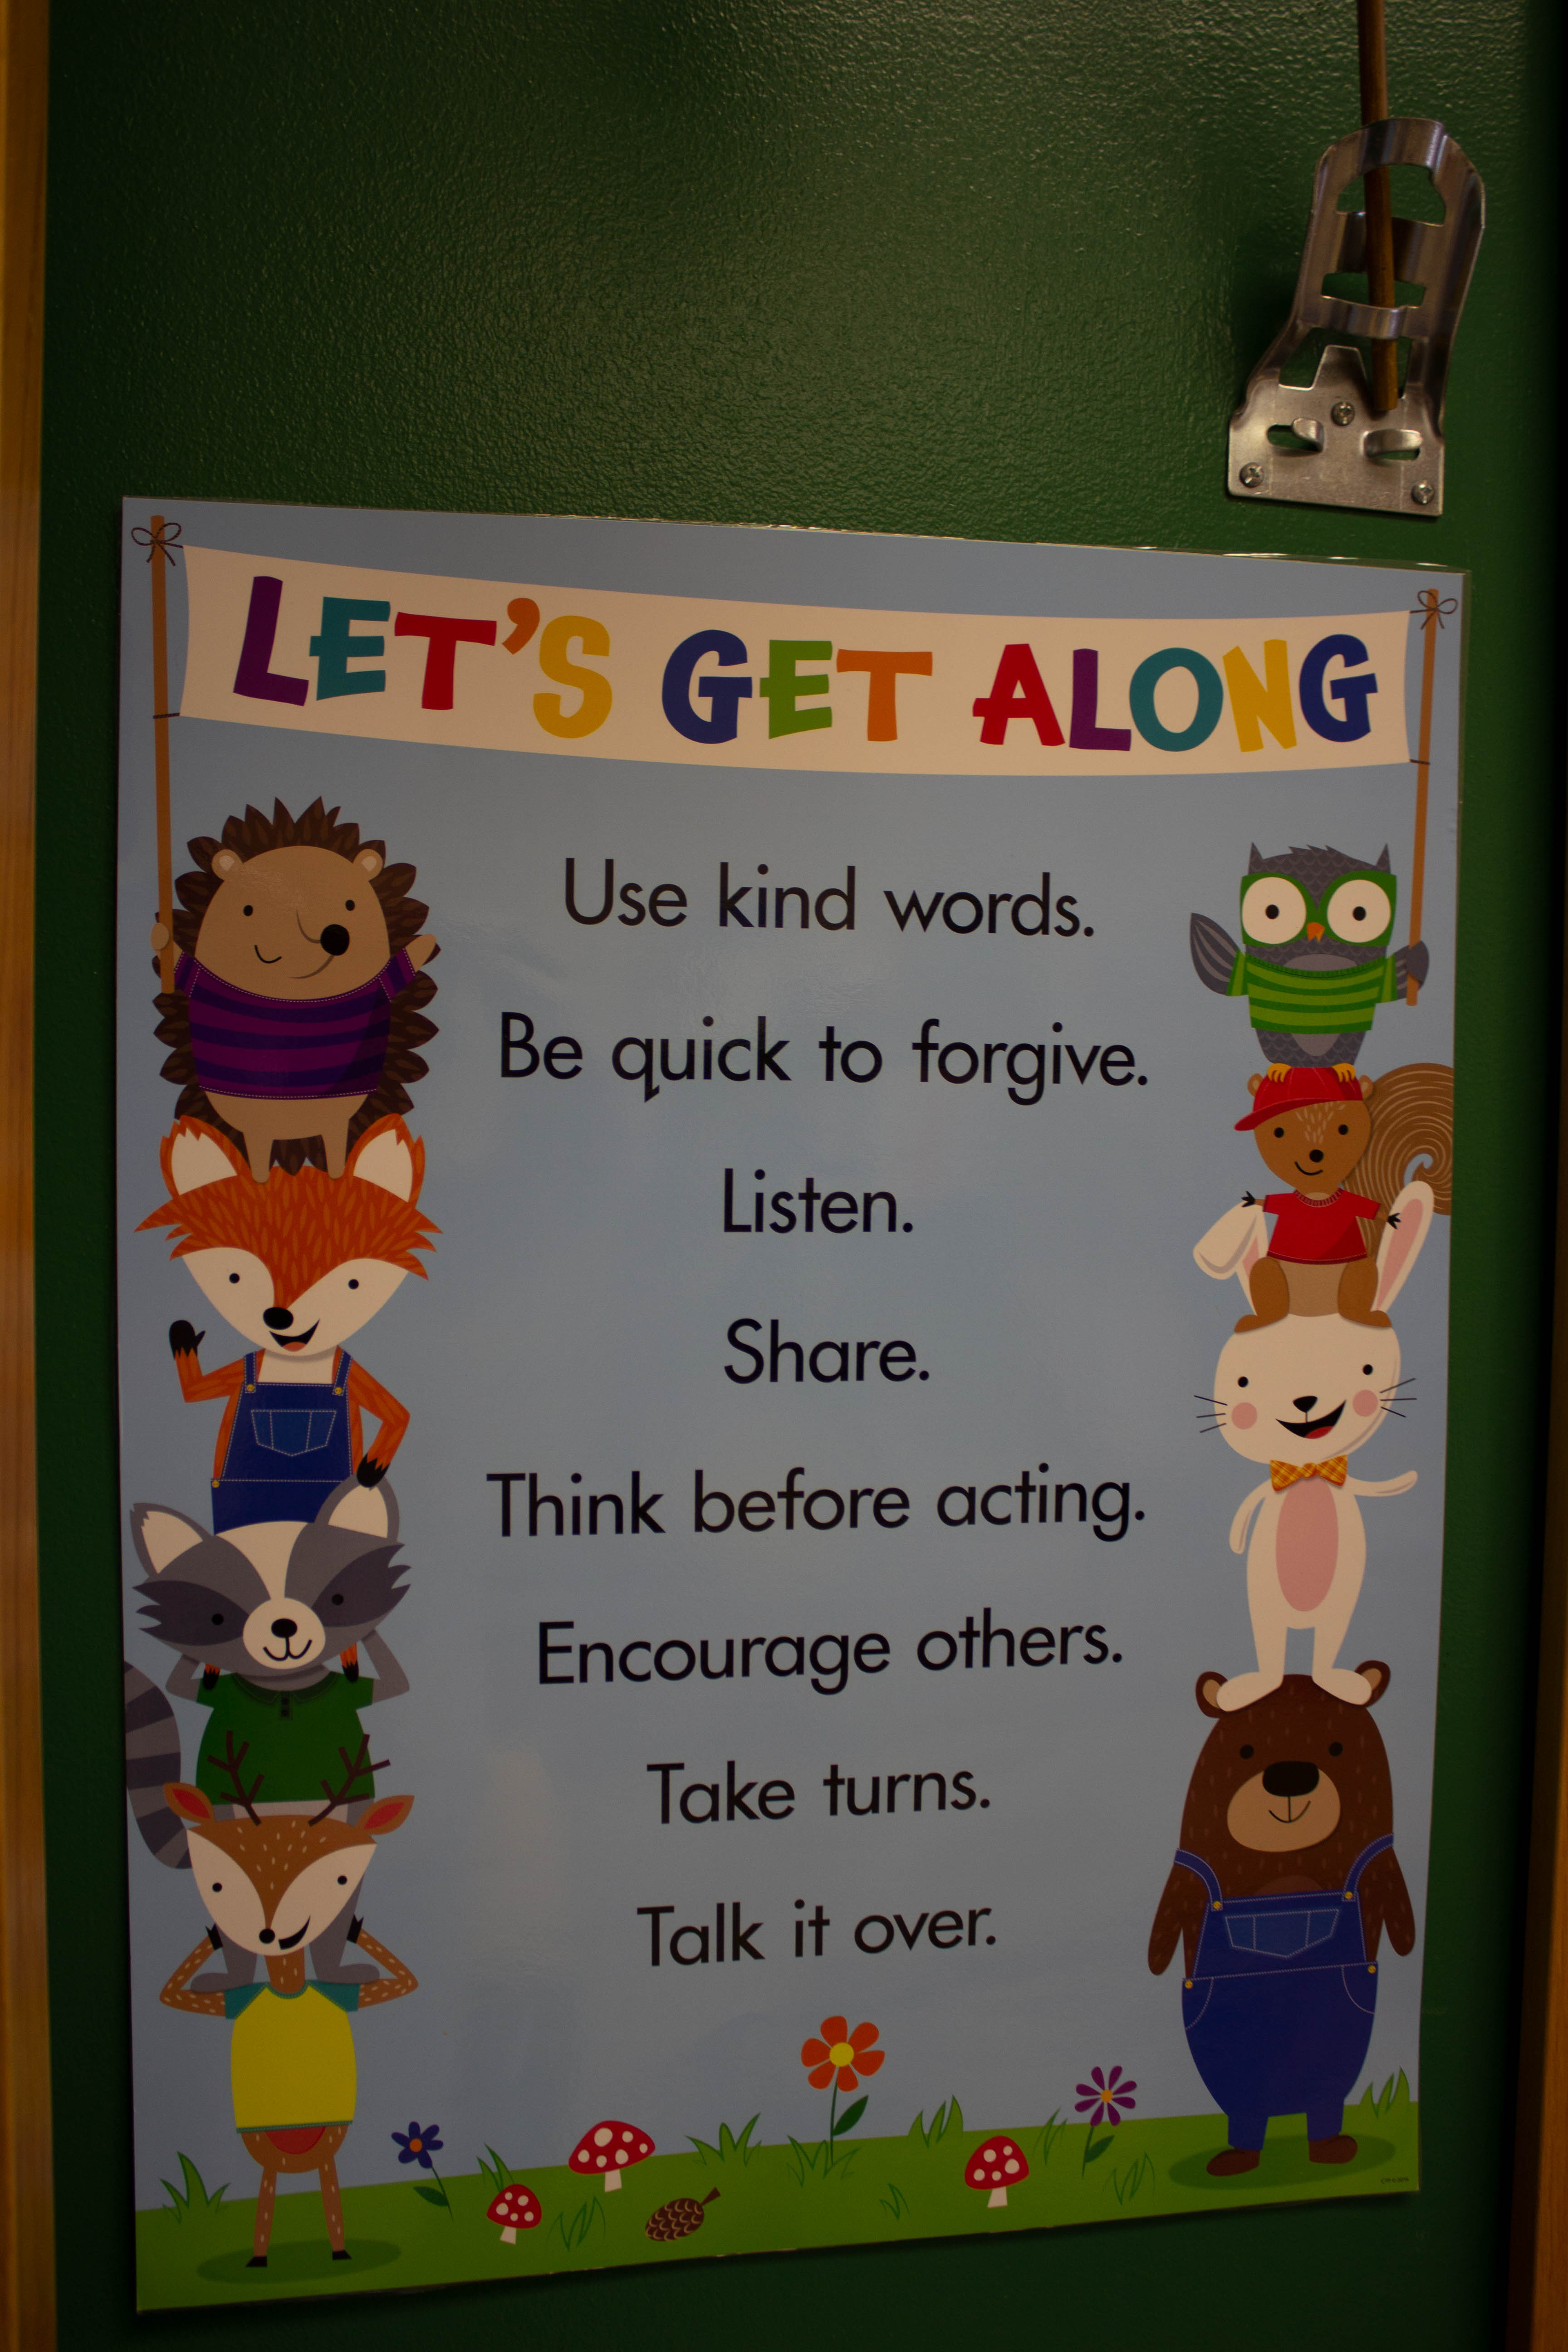 LET'S GET ALONG
Use kind words.
Be quick to forgive.
Listen.
Share.
Think before acting.
Encourage others.
Take turns.
Talk it over.